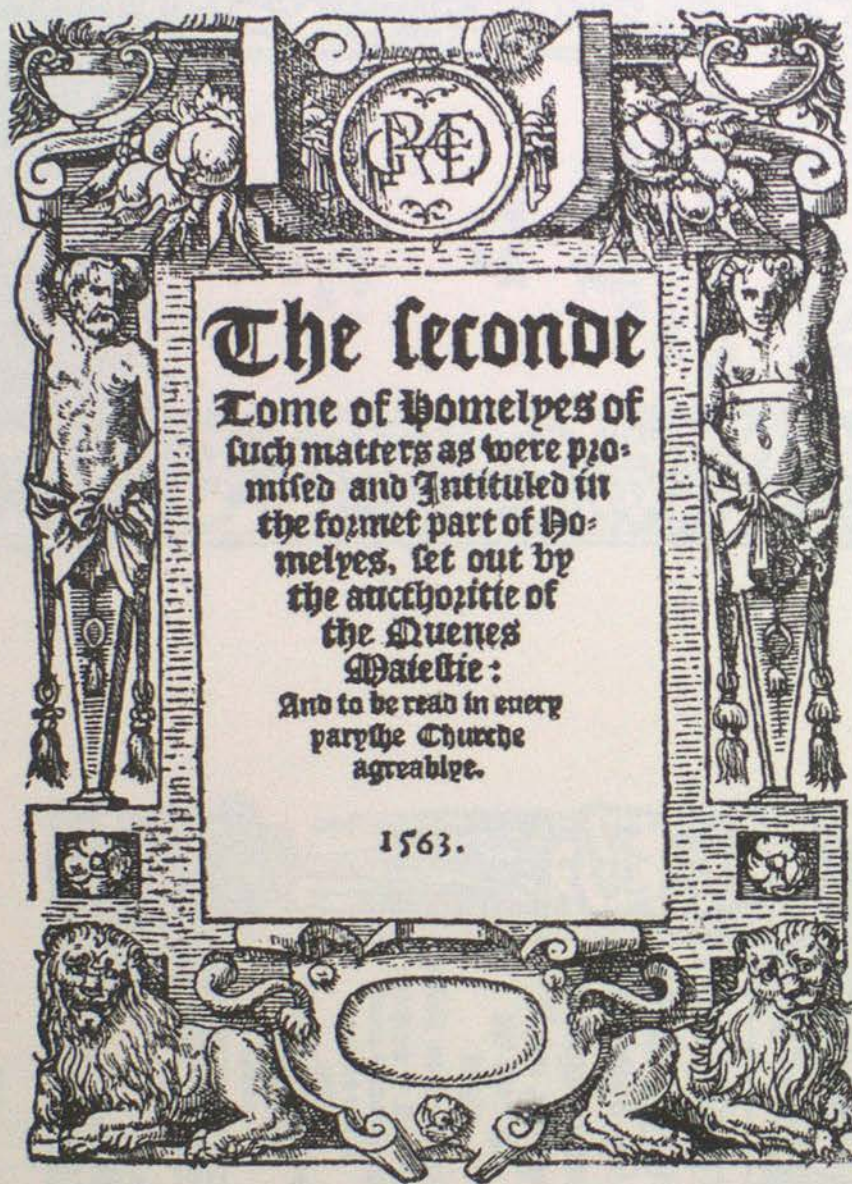 The ſeconde
Tome of Homelyes of
ſuch matters as were pro⸗
miſed and Intituled in
the former part of Ho⸗
melyes, ſet out by
the aucthoritie of
the Quenes
Maieſtie:
And to be read in euery
paryſhe Churche
agreablye.
1563.